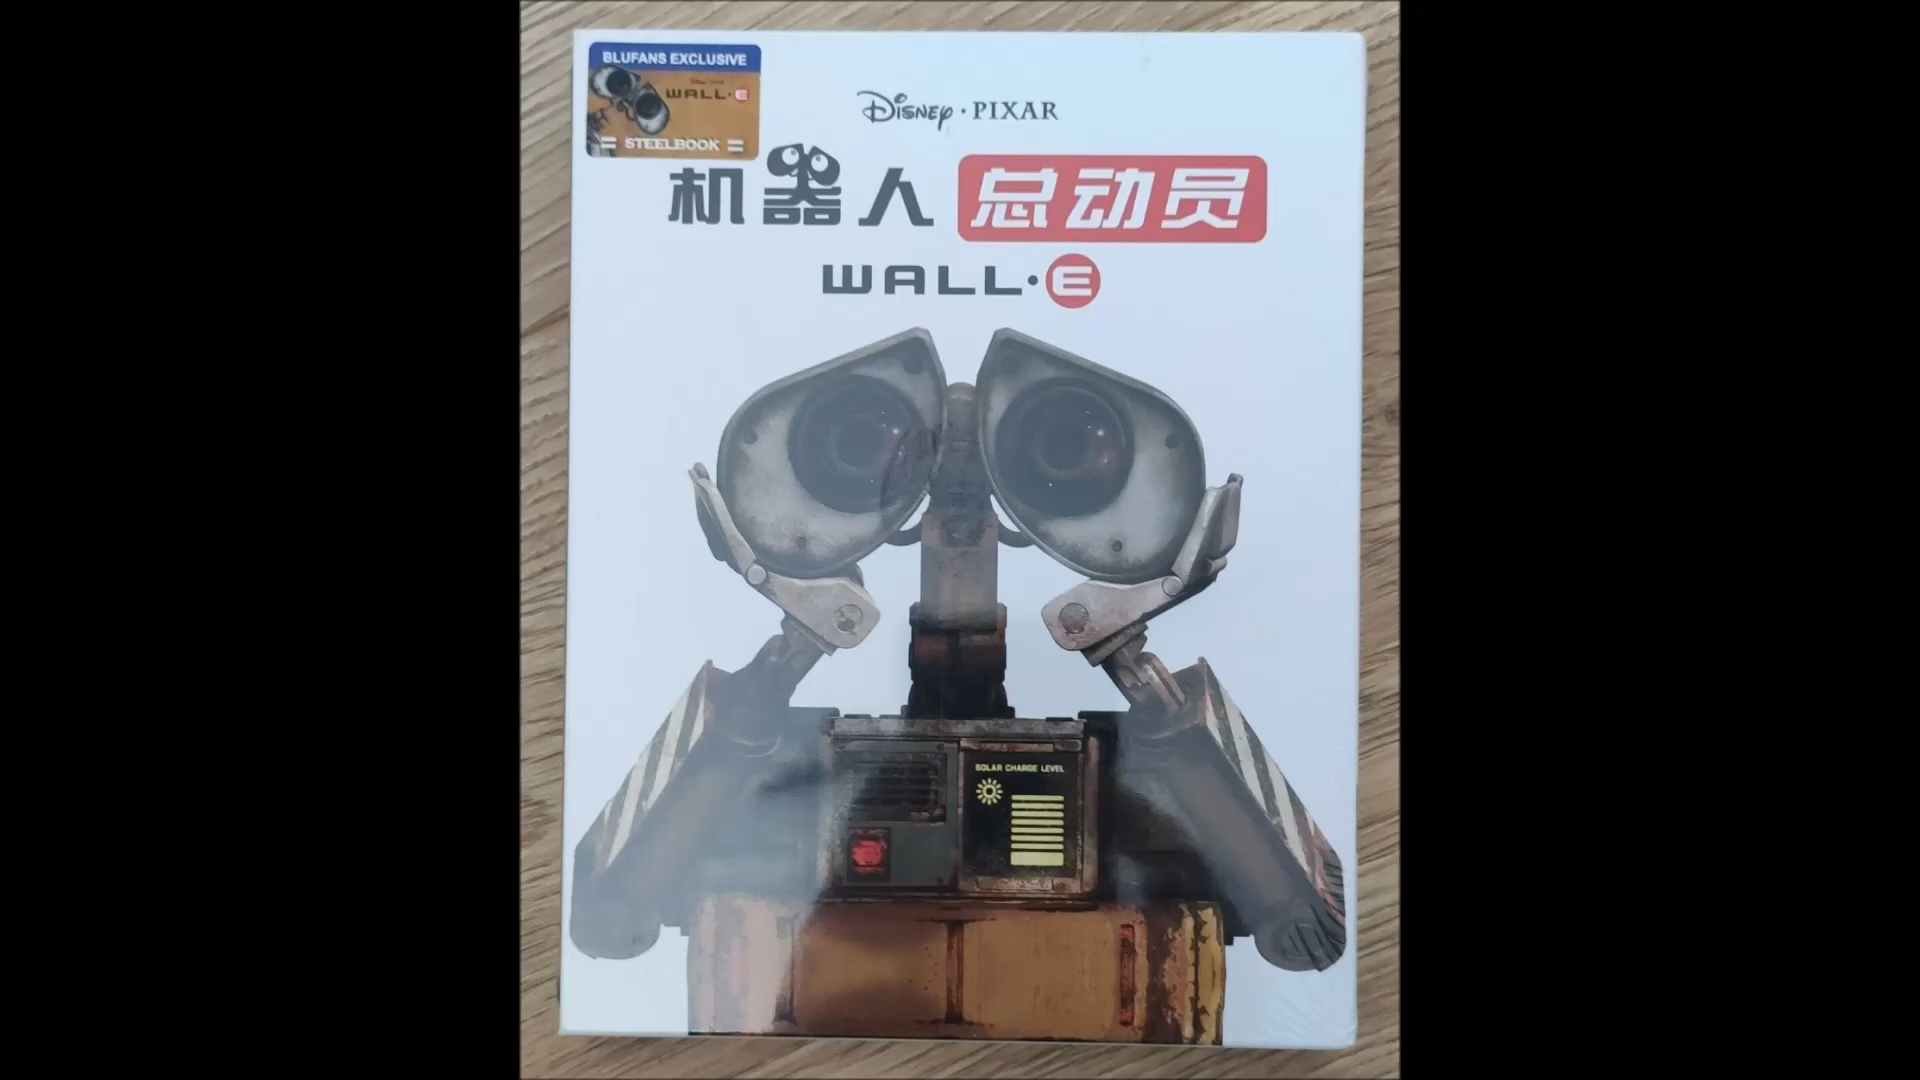 BLUFANS EXCLUSIVE
WALL·E
STEELBOOK
Disney·PIXAR
机器人总动员
WALL·E
SOLAR CHARGE LEVEL